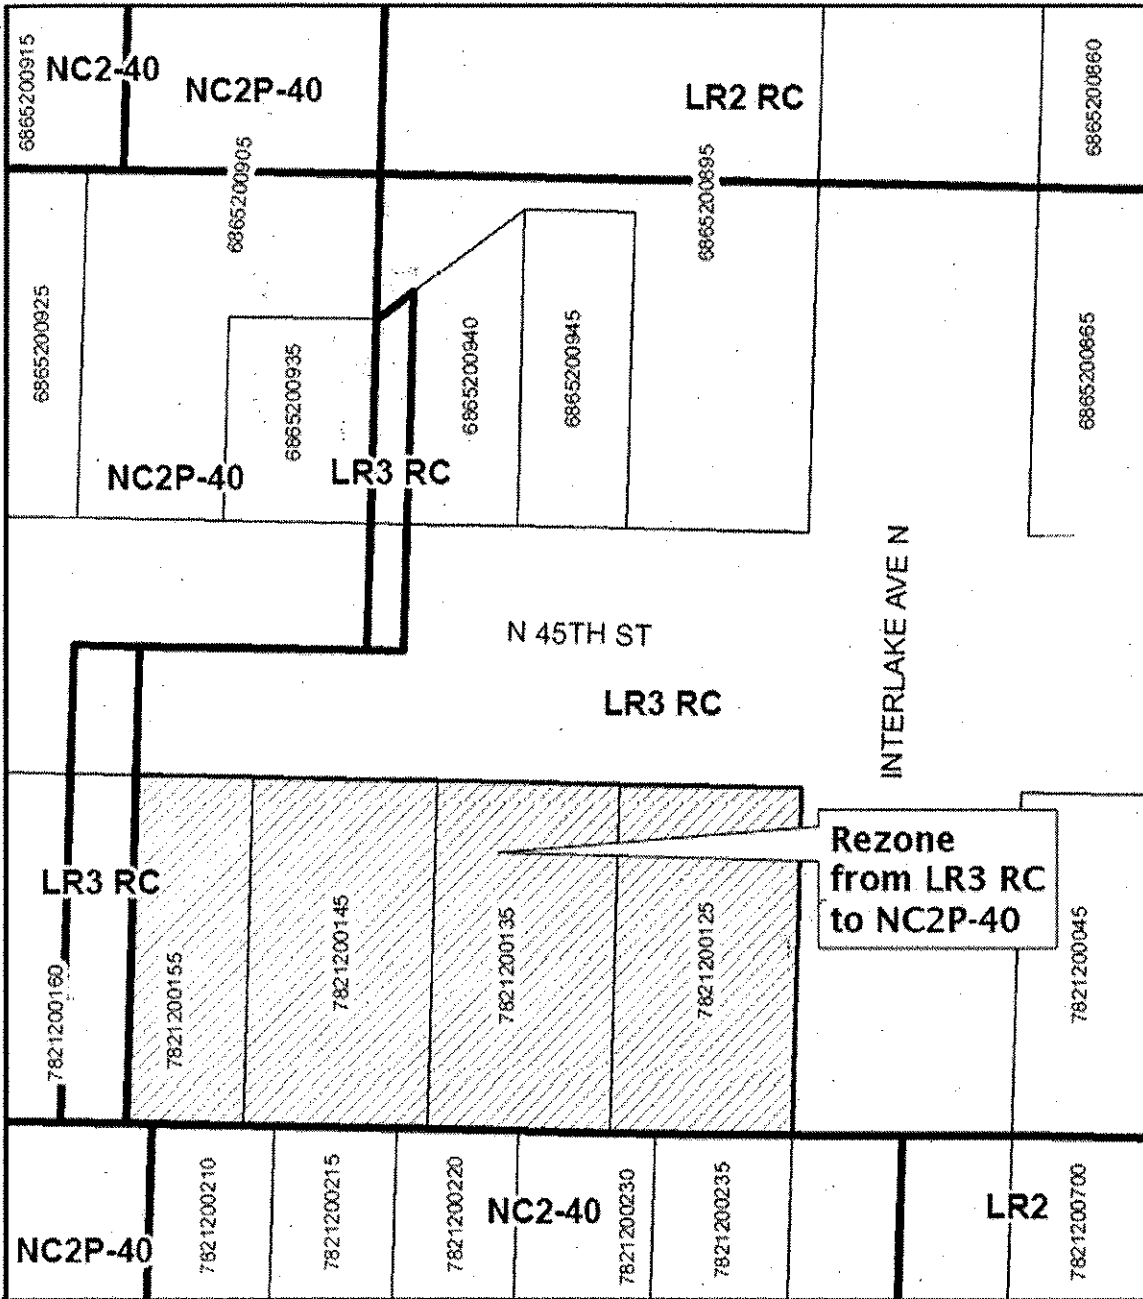 6865200915
NC2-40
NC2P-40
LR2 RC
6865200860
6865200905
6865200895
6865200925
6865200935
6865200940
6865200945
6865200865
NC2P-40
LR3 RC
N 45TH ST
INTERLAKE AVE N
LR3 RC
Rezone
from LR3 RC
to NC2P-40
LR3 RC
7821200160
7821200155
7821200145
7821200135
7821200125
7821200045
NC2P-40
7821200210
7821200215
7821200220
NC2-40
7821200230
7821200235
LR2
7821200700